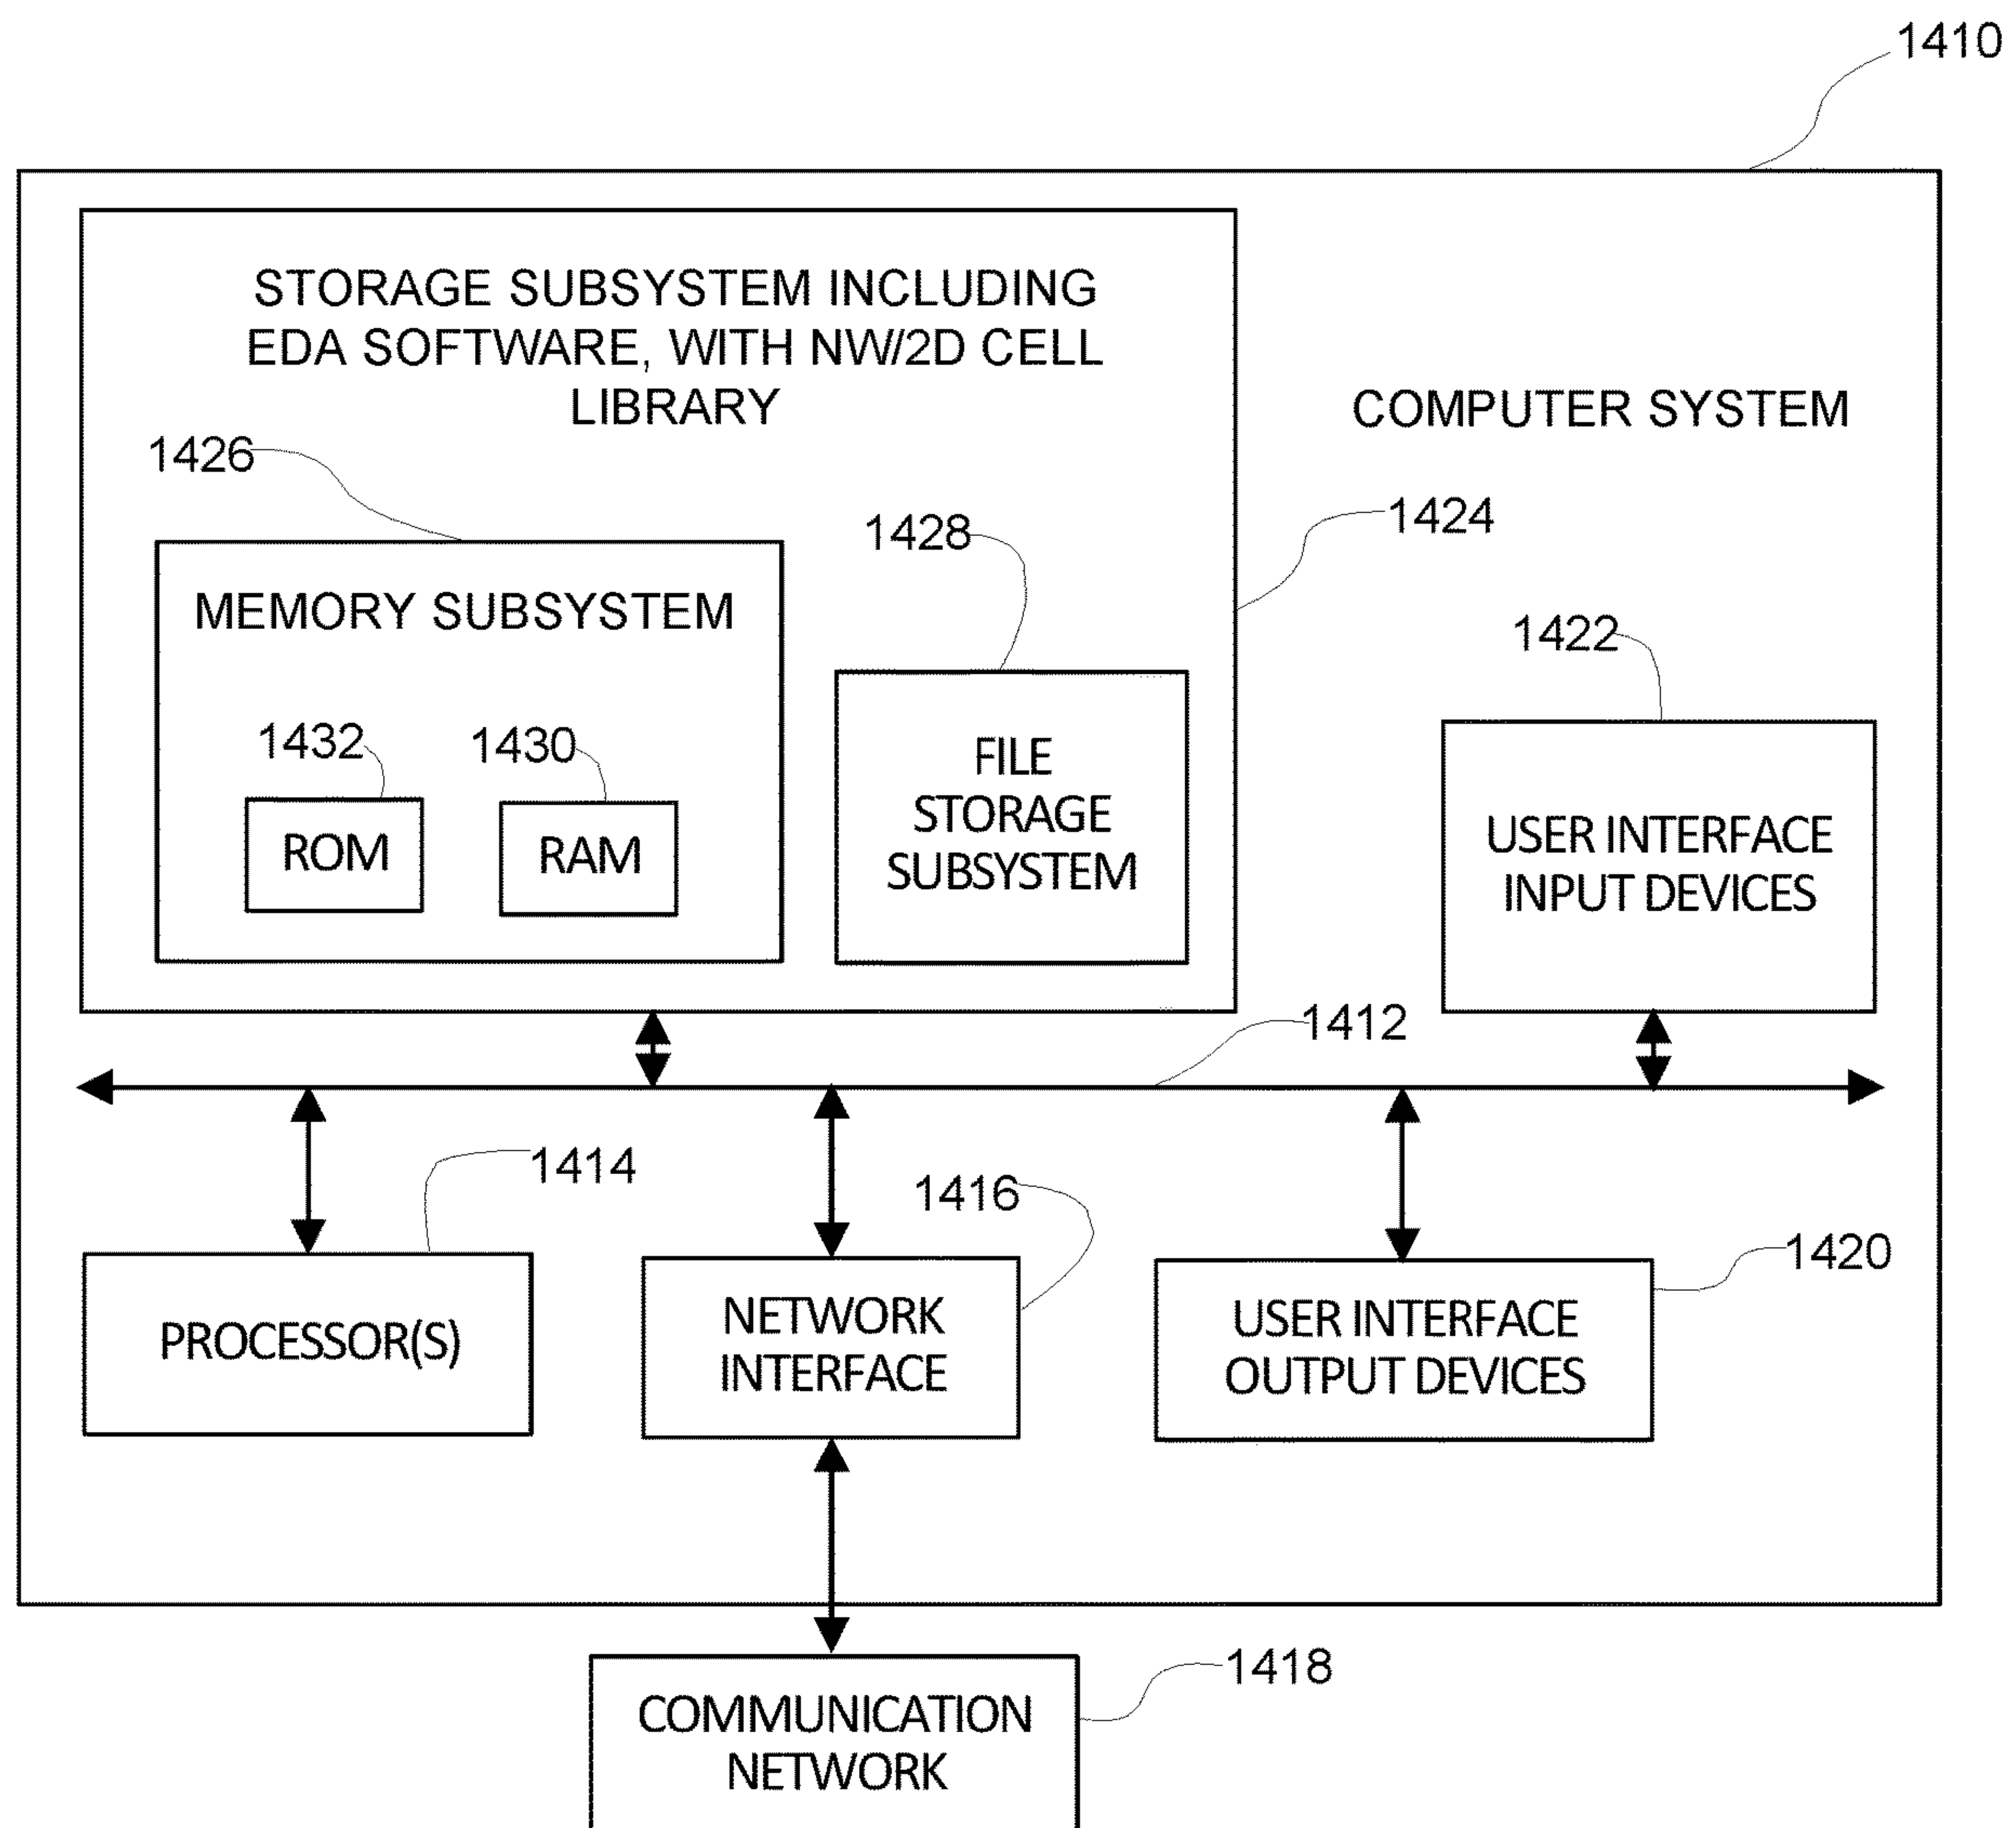 1410
STORAGE SUBSYSTEM INCLUDING
EDA SOFTWARE, WITH NW/2D CELL
LIBRARY
COMPUTER SYSTEM
1426
1428
1424
MEMORY SUBSYSTEM
1422
1432
1430
ROM
RAM
FILE
STORAGE
SUBSYSTEM
USER INTERFACE
INPUT DEVICES
1412
1414
1416
1420
PROCESSOR(S)
NETWORK
INTERFACE
USER INTERFACE
OUTPUT DEVICES
1418
COMMUNICATION
NETWORK